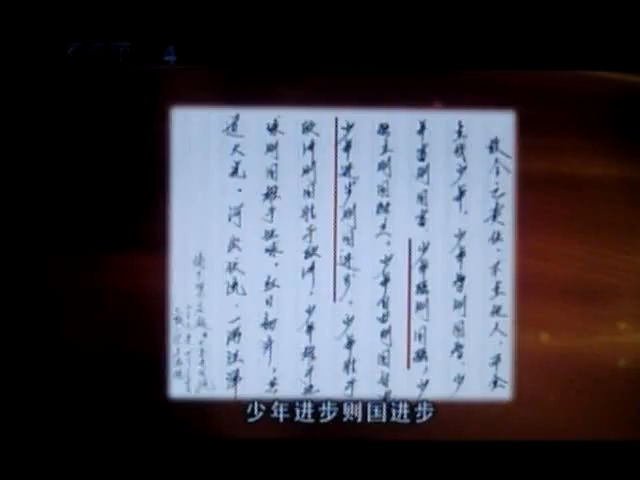 故今之责任，不在他人，而全
在我少年。少年智则国智，少
年富则国富，少年强则国强，少
独立则国独立。少年自由则国自由
少年进步则国进步，少年胜于
欧洲则国胜于欧洲，少年雄于地
球则国雄于地球。红日初升，其
道大光。河出伏流，一泻汪洋
少年进步则国进步
4